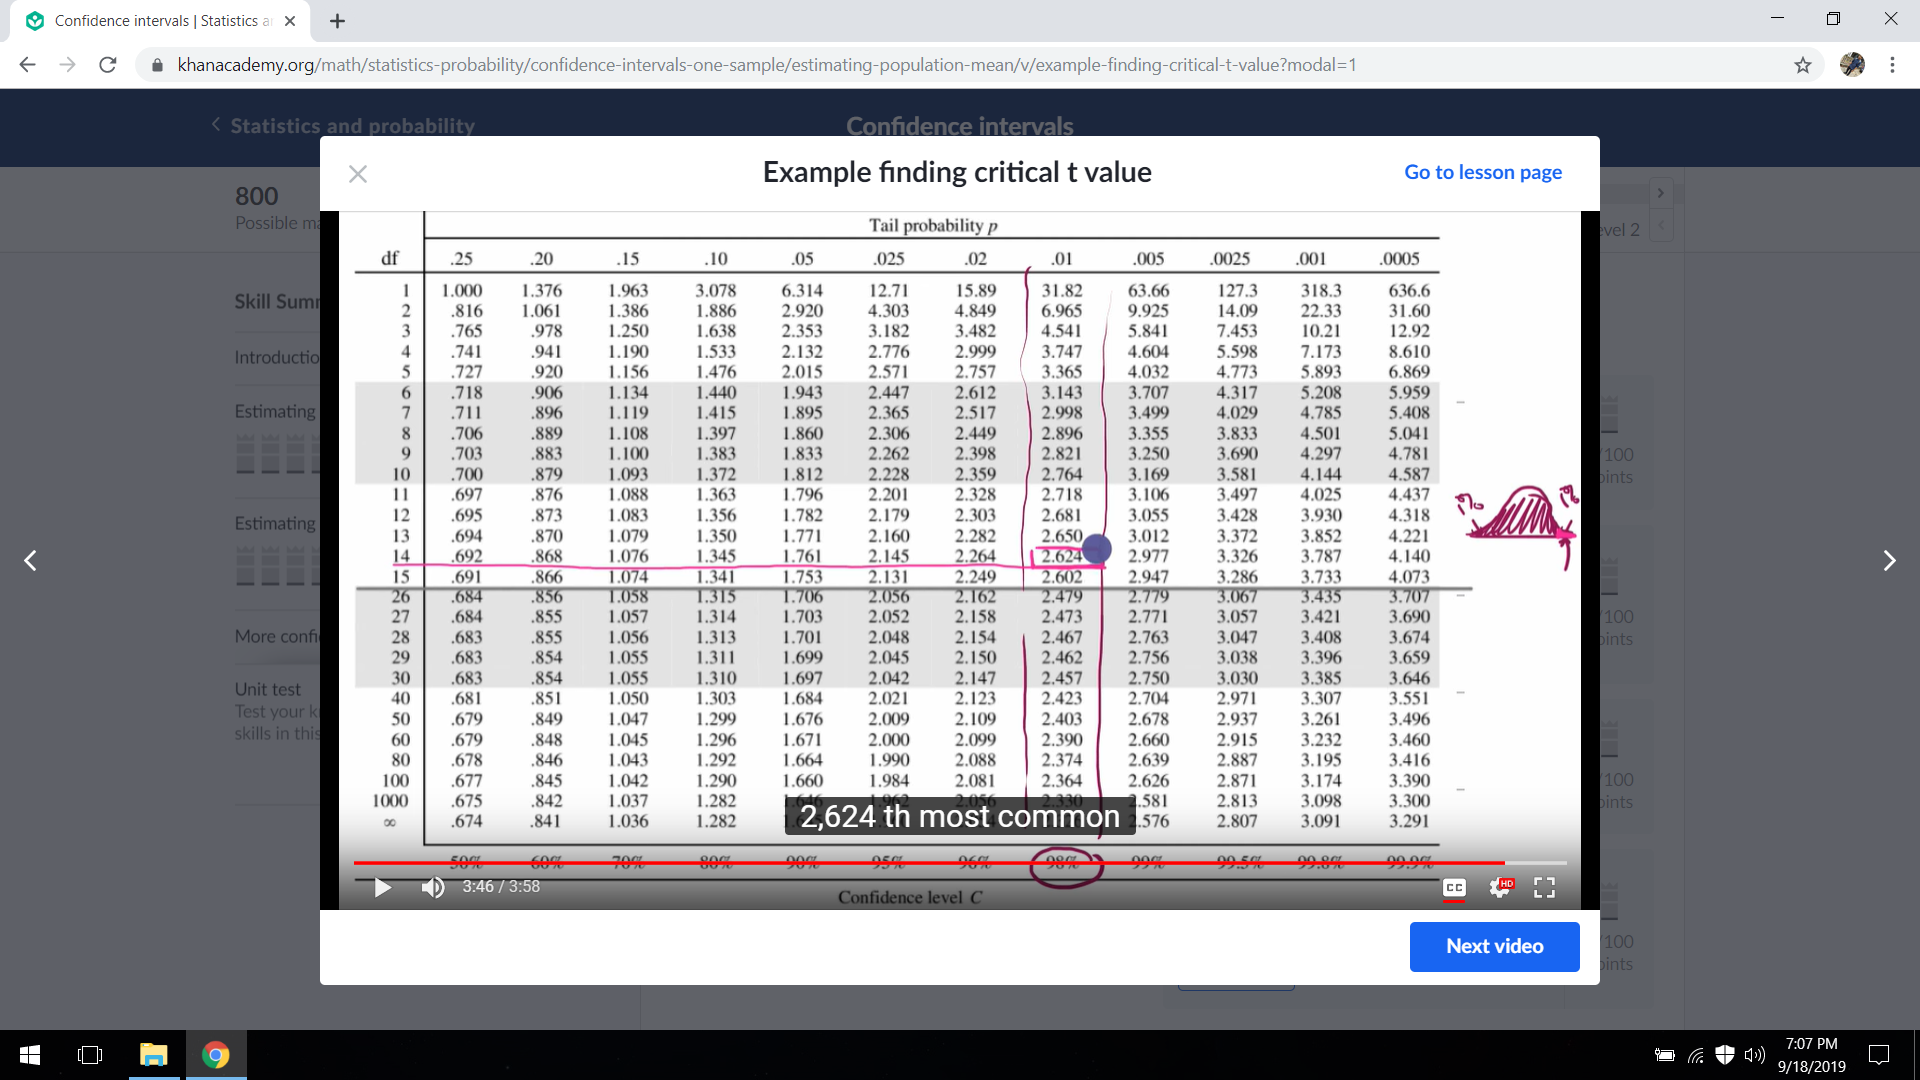 Confidence intervals | Statistics a
khanacademy.org/math/statistics-probability/confidence-intervals-one-sample/estimating-population-mean/v/example-finding-critical-t-value?modal=1
Statistics and probability
Confidence intervals
Example finding critical t value
Go to lesson page
800
Possible ma
evel 2
Skill Summ
Introductio
Estimating
Estimating
More confi
Unit test
Test your k
skills in this
Tail probability p
df .25 .20 .15 .10 .05 .025 .02 .01 .005 .0025 .001 .0005
1 1.000 1.376 1.963 3.078 6.314 12.71 15.89 31.82 63.66 127.3 318.3 636.6
2 .816 1.061 1.386 1.886 2.920 4.303 4.849 6.965 9.925 14.09 22.33 31.60
3 .765 .978 1.250 1.638 2.353 3.182 3.482 4.541 5.841 7.453 10.21 12.92
4 .741 .941 1.190 1.533 2.132 2.776 2.999 3.747 4.604 5.598 7.173 8.610
5 .727 .920 1.156 1.476 2.015 2.571 2.757 3.365 4.032 4.773 5.893 6.869
6 .718 .906 1.134 1.440 1.943 2.447 2.612 3.143 3.707 4.317 5.208 5.959
7 .711 .896 1.119 1.415 1.895 2.365 2.517 2.998 3.499 4.029 4.785 5.408
8 .706 .889 1.108 1.397 1.860 2.306 2.449 2.896 3.355 3.833 4.501 5.041
9 .703 .883 1.100 1.383 1.833 2.262 2.398 2.821 3.250 3.690 4.297 4.781
10 .700 .879 1.093 1.372 1.812 2.228 2.359 2.764 3.169 3.581 4.144 4.587
11 .697 .876 1.088 1.363 1.796 2.201 2.328 2.718 3.106 3.497 4.025 4.437
12 .695 .873 1.083 1.356 1.782 2.179 2.303 2.681 3.055 3.428 3.930 4.318
13 .694 .870 1.079 1.350 1.771 2.160 2.282 2.650 3.012 3.372 3.852 4.221
14 .692 .868 1.076 1.345 1.761 2.145 2.264 2.624 2.977 3.326 3.787 4.140
15 .691 .866 1.074 1.341 1.753 2.131 2.249 2.602 2.947 3.286 3.733 4.073
26 .684 .856 1.058 1.315 1.706 2.056 2.162 2.479 2.779 3.067 3.435 3.707
27 .684 .855 1.057 1.314 1.703 2.052 2.158 2.473 2.771 3.057 3.421 3.690
28 .683 .855 1.056 1.313 1.701 2.048 2.154 2.467 2.763 3.047 3.408 3.674
29 .683 .854 1.055 1.311 1.699 2.045 2.150 2.462 2.756 3.038 3.396 3.659
30 .683 .854 1.055 1.310 1.697 2.042 2.147 2.457 2.750 3.030 3.385 3.646
40 .681 .851 1.050 1.303 1.684 2.021 2.123 2.423 2.704 2.971 3.307 3.551
50 .679 .849 1.047 1.299 1.676 2.009 2.109 2.403 2.678 2.937 3.261 3.496
60 .679 .848 1.045 1.296 1.671 2.000 2.099 2.390 2.660 2.915 3.232 3.460
80 .678 .846 1.043 1.292 1.664 1.990 2.088 2.374 2.639 2.887 3.195 3.416
100 .677 .845 1.042 1.290 1.660 1.984 2.081 2.364 2.626 2.871 3.174 3.390
1000 .675 .842 1.037 1.282 1.646 1.962 2.056 2.330 2.581 2.813 3.098 3.300
∞ .674 .841 1.036 1.282 2.576 2.807 3.091 3.291
2,624 th most common
50% 60% 70% 80% 90% 95% 96% 98% 99% 99.5% 99.8% 99.9%
Confidence level C
1% 1%
3:46 / 3:58
CC
HD
/100
oints
/100
oints
/100
oints
/100
oints
Next video
7:07 PM
9/18/2019